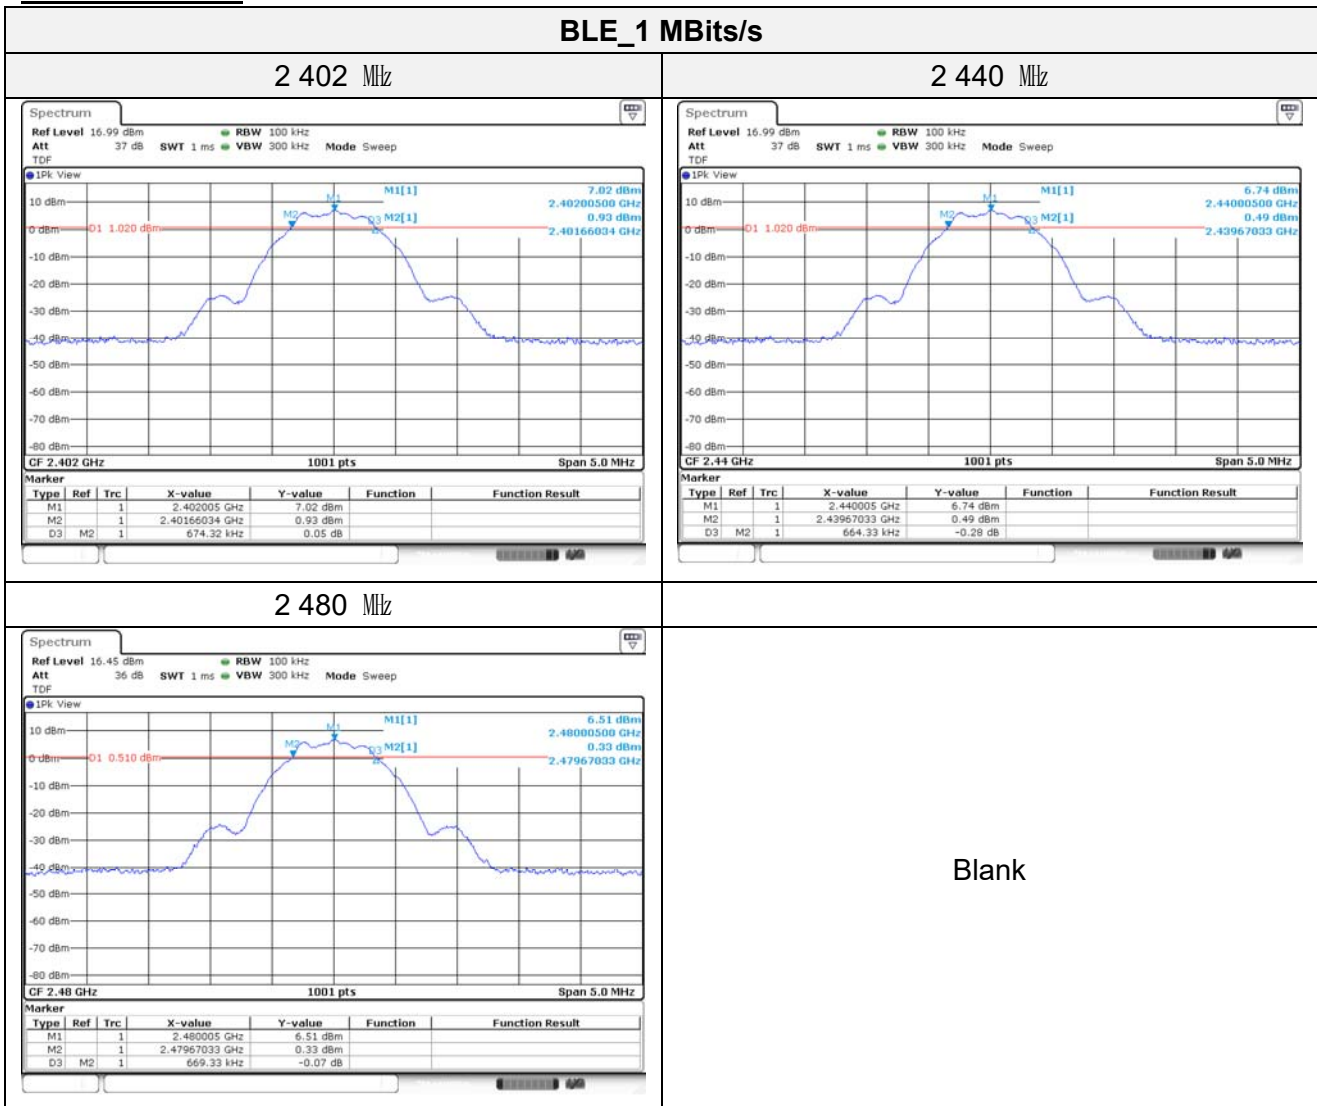 BLE_1 MBits/s
2 402 ㎒
2 440 ㎒
Spectrum
Ref Level 16.99 dBm RBW 100 kHz
Att 37 dB SWT 1 ms VBW 300 kHz Mode Sweep
TDF
1Pk View
M1[1] 7.02 dBm
2.40200500 GHz
M2[1] 0.93 dBm
2.40166034 GHz
M1
M2
D3
D1 1.020 dBm
10 dBm
0 dBm
-10 dBm
-20 dBm
-30 dBm
-40 dBm
-50 dBm
-60 dBm
-70 dBm
-80 dBm
CF 2.402 GHz 1001 pts Span 5.0 MHz
Marker
Type Ref Trc X-value Y-value Function Function Result
M1 1 2.402005 GHz 7.02 dBm
M2 1 2.40166034 GHz 0.93 dBm
D3 M2 1 674.32 kHz 0.05 dB
Spectrum
Ref Level 16.99 dBm RBW 100 kHz
Att 37 dB SWT 1 ms VBW 300 kHz Mode Sweep
TDF
1Pk View
M1[1] 6.74 dBm
2.44000500 GHz
M2[1] 0.49 dBm
2.43967033 GHz
M1
M2
D3
D1 1.020 dBm
10 dBm
0 dBm
-10 dBm
-20 dBm
-30 dBm
-40 dBm
-50 dBm
-60 dBm
-70 dBm
-80 dBm
CF 2.44 GHz 1001 pts Span 5.0 MHz
Marker
Type Ref Trc X-value Y-value Function Function Result
M1 1 2.440005 GHz 6.74 dBm
M2 1 2.43967033 GHz 0.49 dBm
D3 M2 1 664.33 kHz -0.28 dB
2 480 ㎒
Spectrum
Ref Level 16.45 dBm RBW 100 kHz
Att 36 dB SWT 1 ms VBW 300 kHz Mode Sweep
TDF
1Pk View
M1[1] 6.51 dBm
2.48000500 GHz
M2[1] 0.33 dBm
2.47967033 GHz
M1
M2
D3
D1 0.510 dBm
10 dBm
0 dBm
-10 dBm
-20 dBm
-30 dBm
-40 dBm
-50 dBm
-60 dBm
-70 dBm
-80 dBm
CF 2.48 GHz 1001 pts Span 5.0 MHz
Marker
Type Ref Trc X-value Y-value Function Function Result
M1 1 2.480005 GHz 6.51 dBm
M2 1 2.47967033 GHz 0.33 dBm
D3 M2 1 669.33 kHz -0.07 dB
Blank